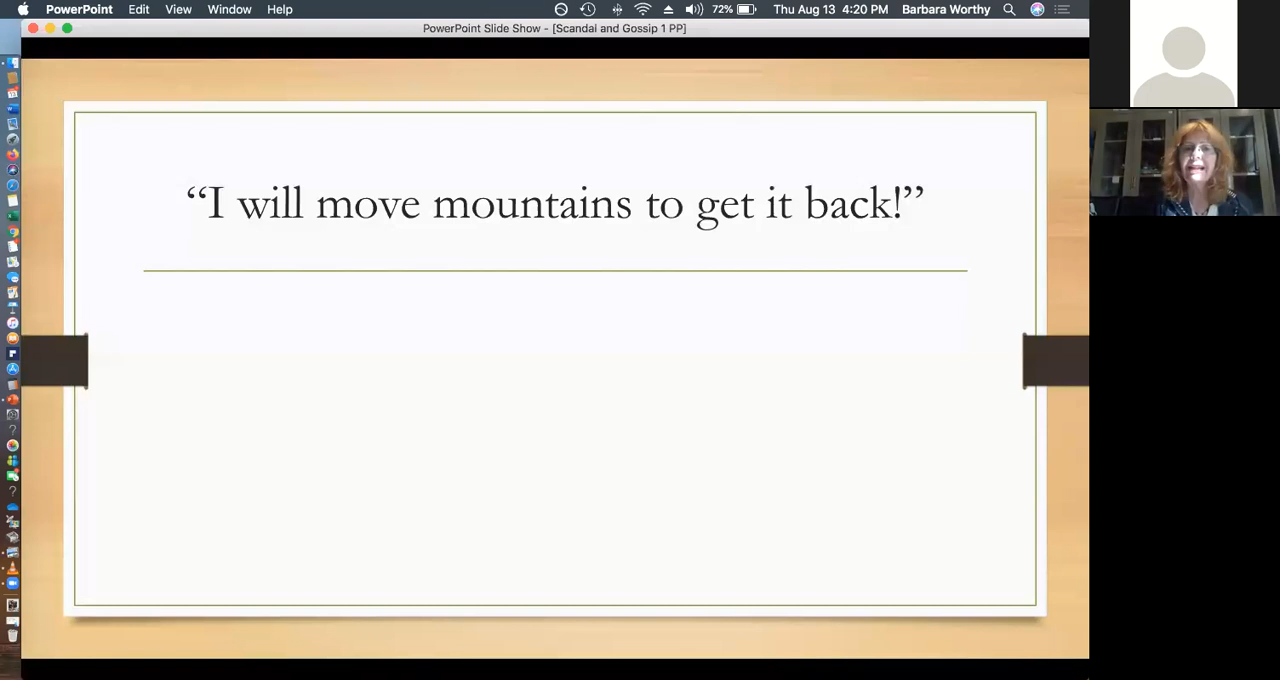 PowerPoint Edit View Window Help 72% Thu Aug 13 4:20 PM Barbara Worthy
PowerPoint Slide Show - [Scandal and Gossip 1 PP]
“I will move mountains to get it back!”